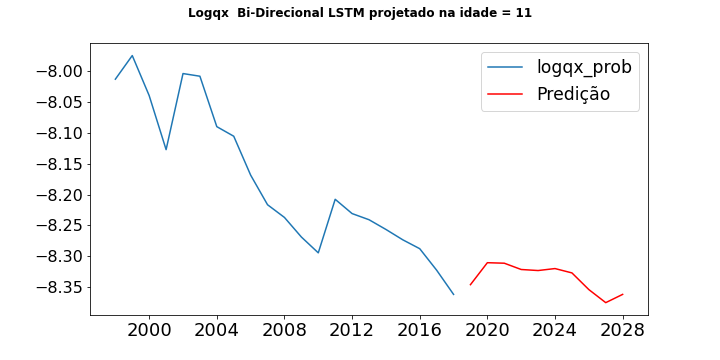 Logqx  Bi-Direcional LSTM projetado na idade = 11
logqx_prob
Predição
−8.00
−8.05
−8.10
−8.15
−8.20
−8.25
−8.30
−8.35
2000 2004 2008 2012 2016 2020 2024 2028